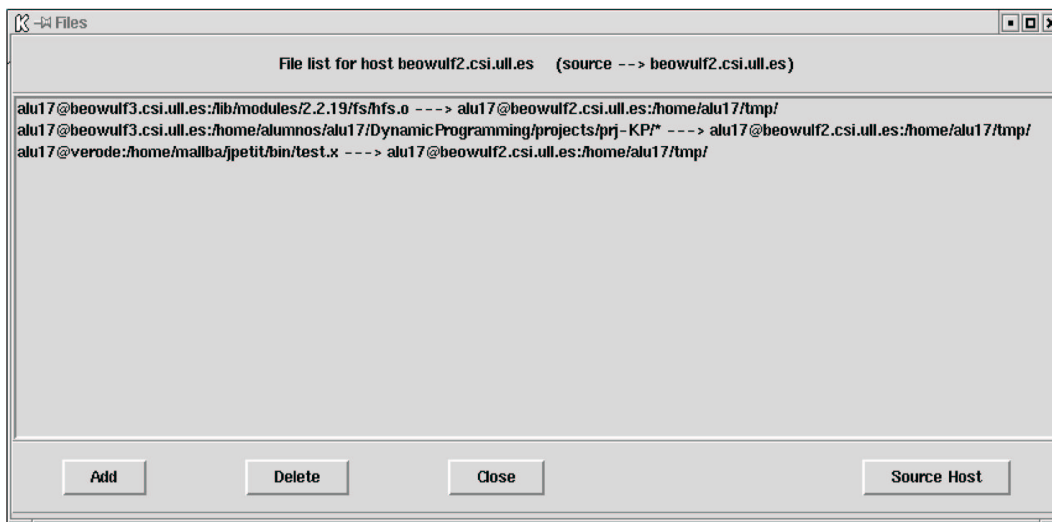 Files
File list for host beowulf2.csi.ull.es (source --> beowulf2.csi.ull.es)
alu17@beowulf3.csi.ull.es:/lib/modules/2.2.19/fs/hfs.o ---> alu17@beowulf2.csi.ull.es:/home/alu17/tmp/
alu17@beowulf3.csi.ull.es:/home/alumnos/alu17/DynamicProgramming/projects/prj-KP/* ---> alu17@beowulf2.csi.ull.es:/home/alu17/tmp/
alu17@verode:/home/mallba/jpetit/bin/test.x ---> alu17@beowulf2.csi.ull.es:/home/alu17/tmp/
Add Delete Close Source Host